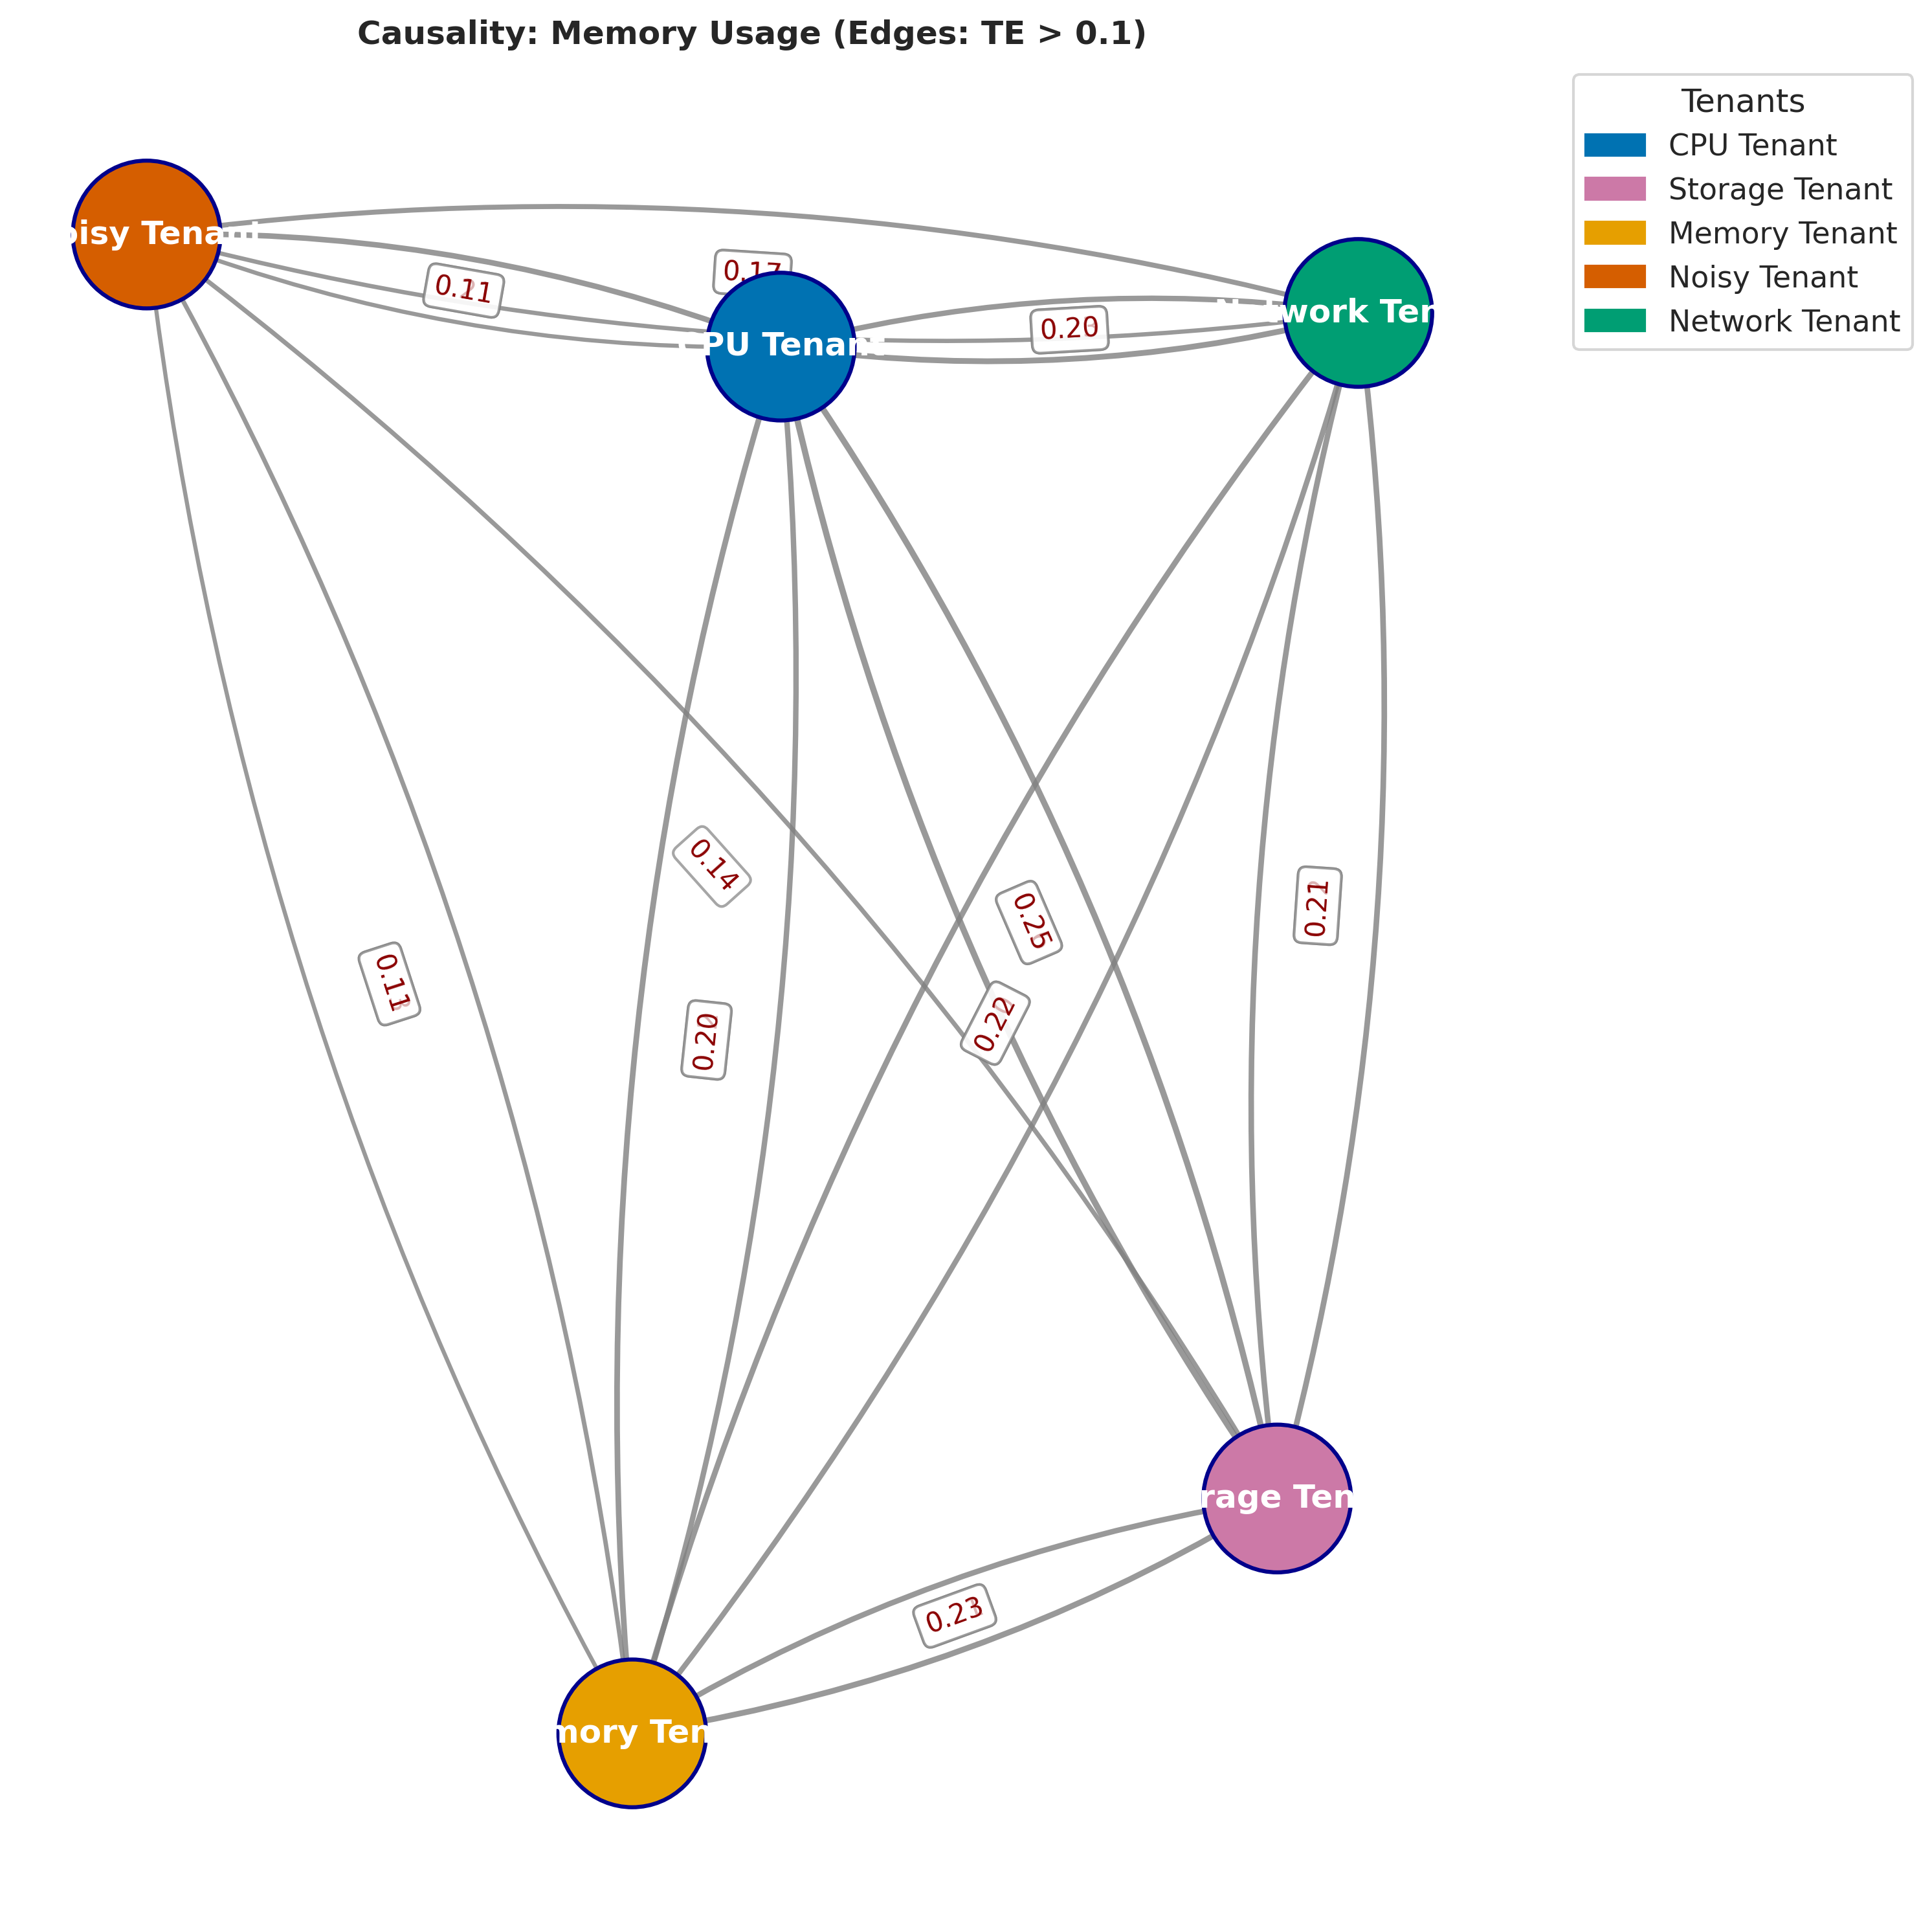 Causality: Memory Usage (Edges: TE > 0.1)
Tenants
CPU Tenant
Storage Tenant
Memory Tenant
Noisy Tenant
Network Tenant
oisy Tenant
0.11
0.17
PU Tenant
0.20
work Ten
0.14
0.25
0.21
0.11
0.20
0.22
rage Ten
0.23
mory Ten